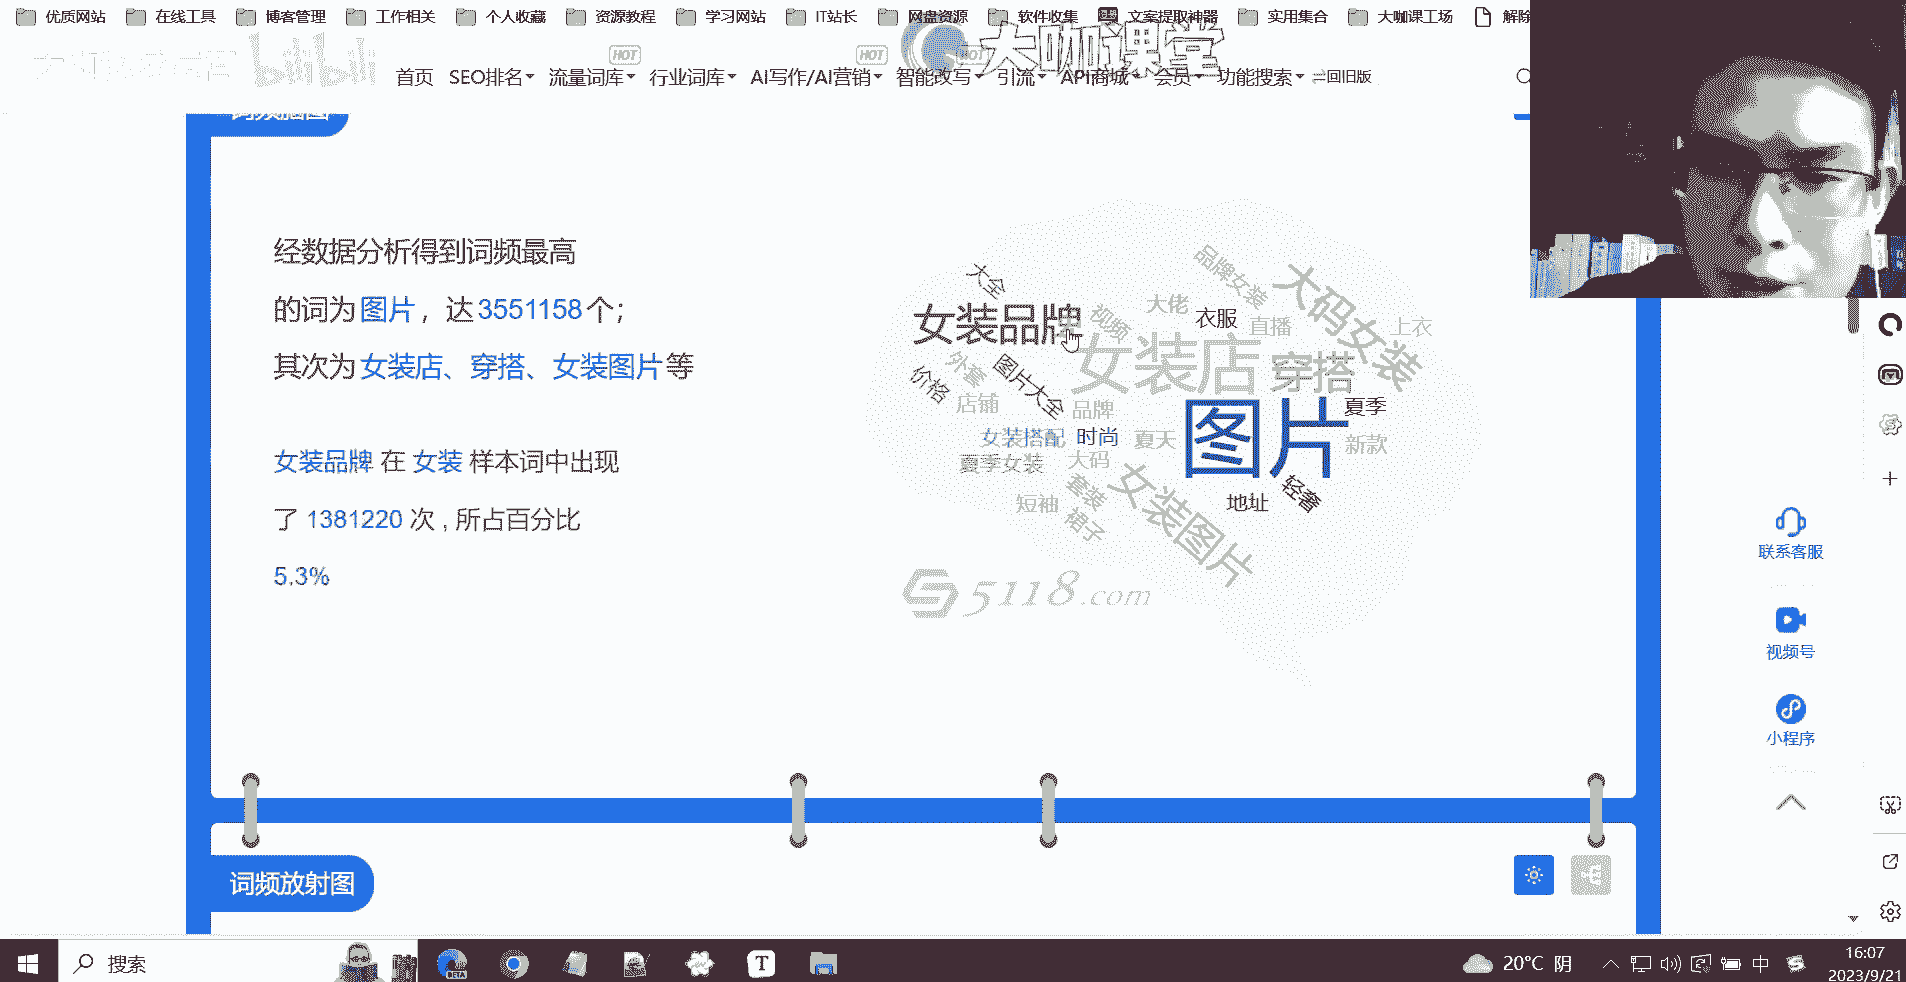 优质网站 在线工具 博客管理 工作相关 个人收藏 资源教程 学习网站 IT站长 网盘资源 软件收集 文案提取神器 实用集合 大咖课工场 解除
bilibili 大咖课堂
HOT HOT HOT
首页 SEO排名 流量词库 行业词库 AI写作/AI营销 智能改写 引流 API商城 会员 功能搜索 回旧版
词频脑图
经数据分析得到词频最高
的词为图片，达3551158个；
其次为女装店、穿搭、女装图片等
女装品牌 在 女装 样本词中出现
了 1381220 次 , 所占百分比
5.3%
大全
品牌女装
大码女装
女装品牌
视频
大佬
衣服
直播
上衣
外套
图片大全
女装店
穿搭
价格
店铺
品牌
图片
夏季
女装搭配
时尚
夏天
新款
夏季女装
大码
短袖
套装
裙子
女装图片
地址
轻奢
5118.com
联系客服
视频号
小程序
词频放射图
搜索
BETA
T
20°C 阴
中
16:07
2023/9/21